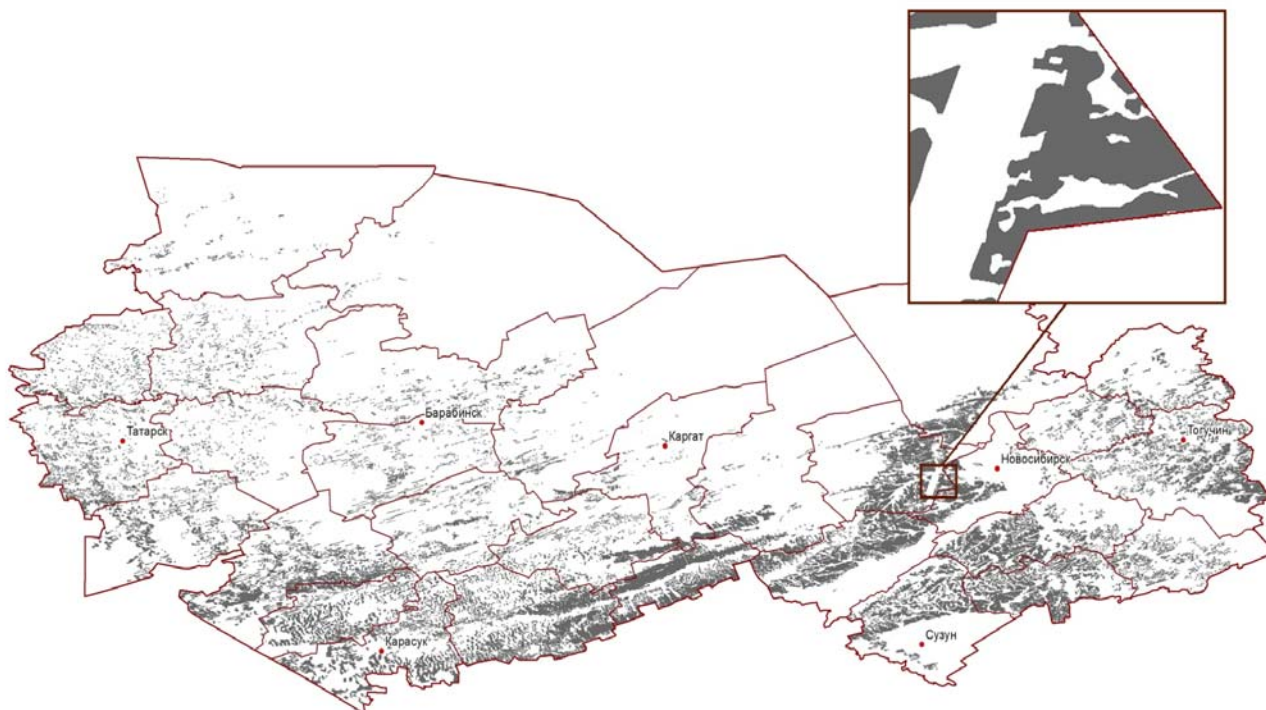 Барабинск
Татарск
Каргат
Тогучин
Новосибирск
Сузун
Карасук